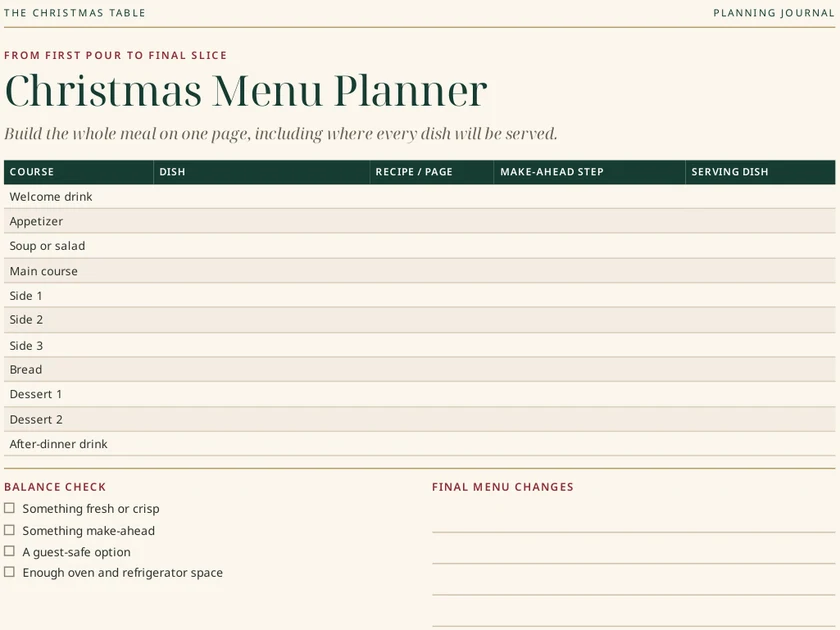 THE CHRISTMAS TABLE
PLANNING JOURNAL
FROM FIRST POUR TO FINAL SLICE
Christmas Menu Planner
Build the whole meal on one page, including where every dish will be served.
COURSE DISH RECIPE / PAGE MAKE-AHEAD STEP SERVING DISH
Welcome drink
Appetizer
Soup or salad
Main course
Side 1
Side 2
Side 3
Bread
Dessert 1
Dessert 2
After-dinner drink
BALANCE CHECK
Something fresh or crisp
Something make-ahead
A guest-safe option
Enough oven and refrigerator space
FINAL MENU CHANGES